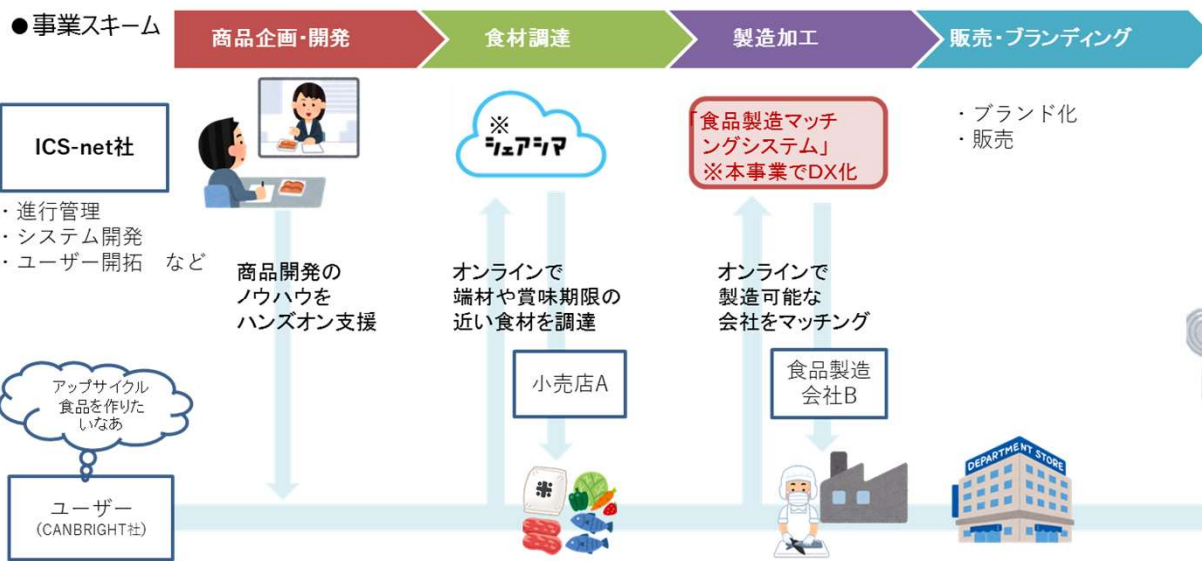 ●事業スキーム
商品企画・開発
食材調達
製造加工
販売・ブランディング
ICS-net社
・進行管理
・システム開発
・ユーザー開拓　など
※
シェアシマ
「食品製造マッチ
ングシステム」
※本事業でDX化
・ブランド化
・販売
商品開発の
ノウハウを
ハンズオン支援
オンラインで
端材や賞味期限の
近い食材を調達
オンラインで
製造可能な
会社をマッチング
小売店A
食品製造
会社B
アップサイクル
食品を作りた
いなあ
ユーザー
(CANBRIGHT社)
米
DEPARTMENT STORE